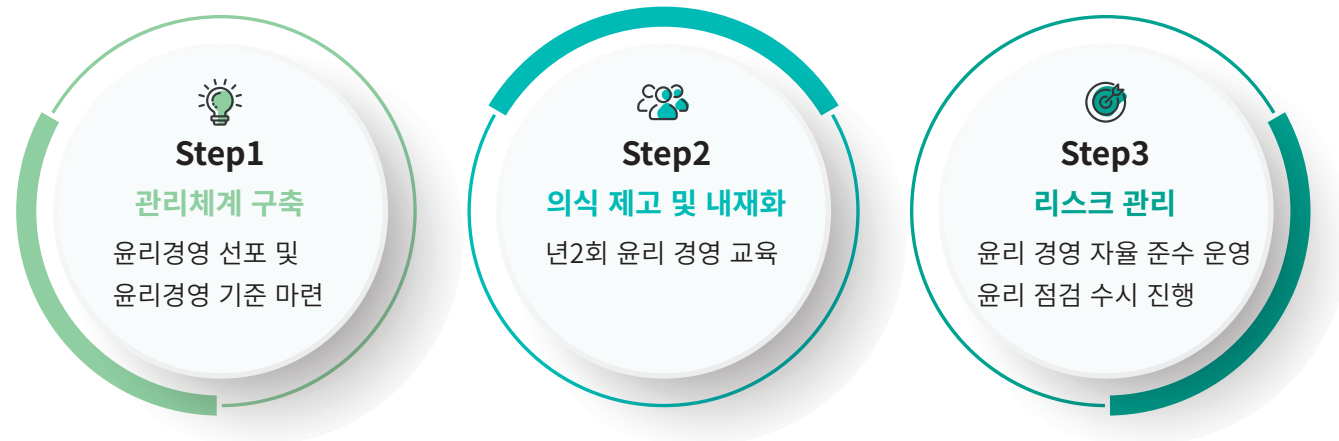 Step1
관리체계 구축
윤리경영 선포 및
윤리경영 기준 마련
Step2
의식 제고 및 내재화
년2회 윤리 경영 교육
Step3
리스크 관리
윤리 경영 자율 준수 운영
윤리 점검 수시 진행